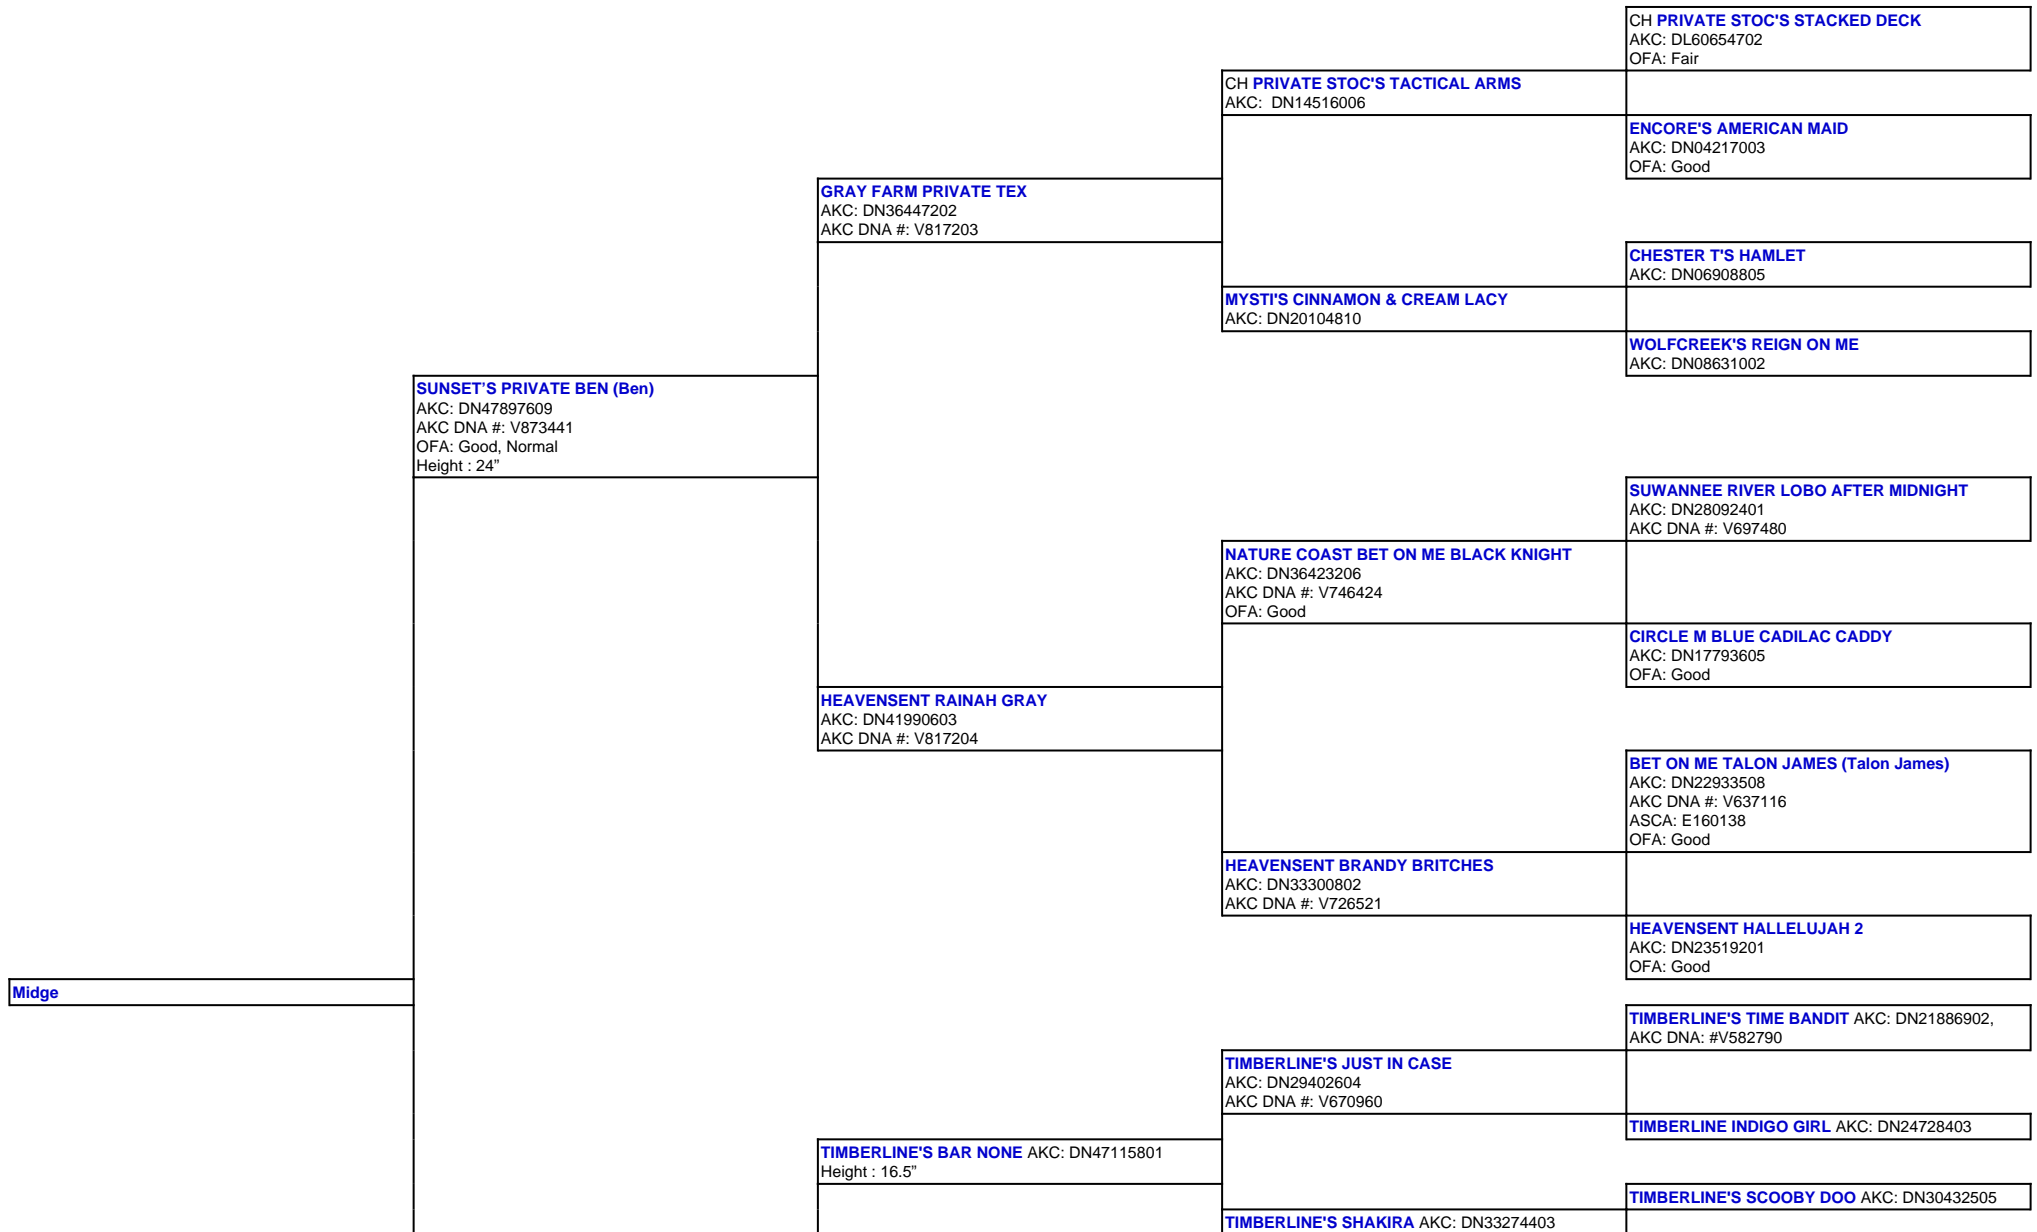 CH PRIVATE STOC'S STACKED DECK
AKC: DL60654702
OFA: Fair
CH PRIVATE STOC'S TACTICAL ARMS
AKC:  DN14516006
ENCORE'S AMERICAN MAID
AKC: DN04217003
OFA: Good
GRAY FARM PRIVATE TEX
AKC: DN36447202
AKC DNA #: V817203
CHESTER T'S HAMLET
AKC: DN06908805
MYSTI'S CINNAMON & CREAM LACY
AKC: DN20104810
WOLFCREEK'S REIGN ON ME
AKC: DN08631002
SUNSET’S PRIVATE BEN (Ben)
AKC: DN47897609
AKC DNA #: V873441
OFA: Good, Normal
Height : 24”
SUWANNEE RIVER LOBO AFTER MIDNIGHT
AKC: DN28092401
AKC DNA #: V697480
NATURE COAST BET ON ME BLACK KNIGHT
AKC: DN36423206
AKC DNA #: V746424
OFA: Good
CIRCLE M BLUE CADILAC CADDY
AKC: DN17793605
OFA: Good
HEAVENSENT RAINAH GRAY
AKC: DN41990603
AKC DNA #: V817204
BET ON ME TALON JAMES (Talon James)
AKC: DN22933508
AKC DNA #: V637116
ASCA: E160138
OFA: Good
HEAVENSENT BRANDY BRITCHES
AKC: DN33300802
AKC DNA #: V726521
HEAVENSENT HALLELUJAH 2
AKC: DN23519201
OFA: Good
Midge
TIMBERLINE'S TIME BANDIT AKC: DN21886902,
AKC DNA: #V582790
TIMBERLINE'S JUST IN CASE
AKC: DN29402604
AKC DNA #: V670960
TIMBERLINE INDIGO GIRL AKC: DN24728403
TIMBERLINE'S BAR NONE AKC: DN47115801
Height : 16.5”
TIMBERLINE'S SCOOBY DOO AKC: DN30432505
TIMBERLINE'S SHAKIRA AKC: DN33274403